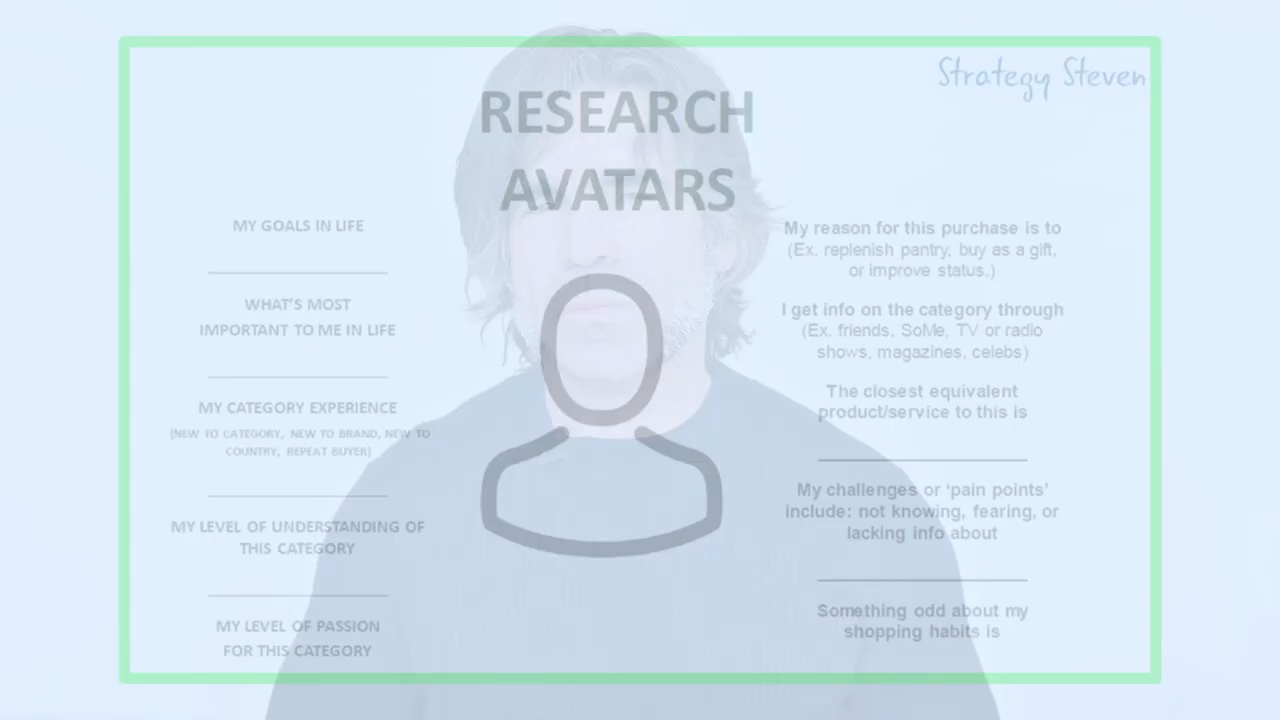 Strategy Steven
RESEARCH
AVATARS
MY GOALS IN LIFE
WHAT'S MOST
IMPORTANT TO ME IN LIFE
MY CATEGORY EXPERIENCE
(NEW TO CATEGORY, NEW TO BRAND, NEW TO
COUNTRY, REPEAT BUYER)
MY LEVEL OF UNDERSTANDING OF
THIS CATEGORY
MY LEVEL OF PASSION
FOR THIS CATEGORY
My reason for this purchase is to
(Ex. replenish pantry, buy as a gift,
or improve status.)
I get info on the category through
(Ex. friends, SoMe, TV or radio
shows, magazines, celebs)
The closest equivalent
product/service to this is
My challenges or ‘pain points’
include: not knowing, fearing, or
lacking info about
Something odd about my
shopping habits is